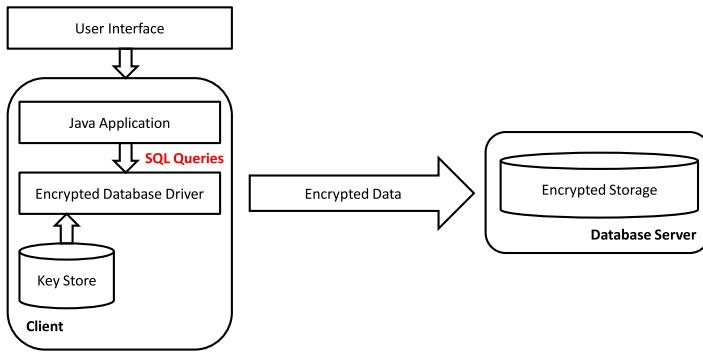 User Interface
Java Application
SQL Queries
Encrypted Database Driver
Key Store
Client
Encrypted Data
Encrypted Storage
Database Server